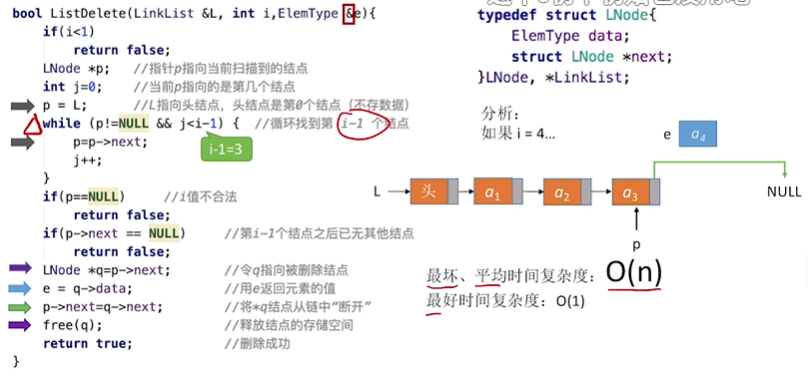 bool ListDelete(LinkList &L, int i,ElemType &e){
if(i<1)
return false;
LNode *p; //指针p指向当前扫描到的结点
int j=0; //当前p指向的是第几个结点
p = L; //L指向头结点，头结点是第0个结点（不存数据）
while (p!=NULL && j<i-1) { //循环找到第 i-1 个结点
p=p->next;
i-1=3
j++;
}
if(p==NULL) //i值不合法
return false;
if(p->next == NULL) //第i-1个结点之后已无其他结点
return false;
LNode *q=p->next; //令q指向被删除结点
e = q->data; //用e返回元素的值
p->next=q->next; //将*q结点从链中“断开”
free(q); //释放结点的存储空间
return true; //删除成功
}
typedef struct LNode{
ElemType data;
struct LNode *next;
}LNode, *LinkList;
分析：
如果 i = 4...
e a4
L 头 a1 a2 a3 NULL
p
最坏、平均时间复杂度：O(n)
最好时间复杂度：O(1)